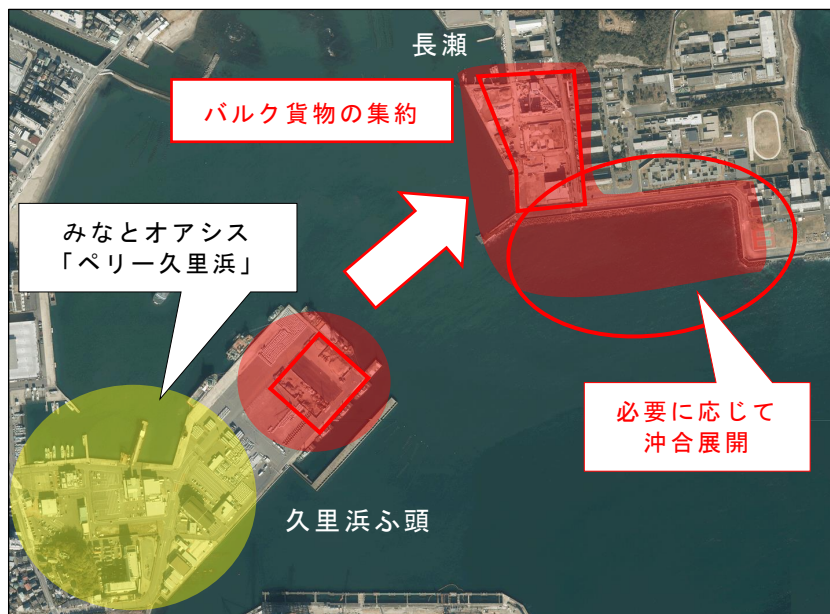 長瀬
バルク貨物の集約
みなとオアシス
「ペリー久里浜」
必要に応じて
沖合展開
久里浜ふ頭